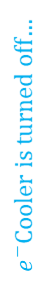 e⁻ Cooler is turned off...